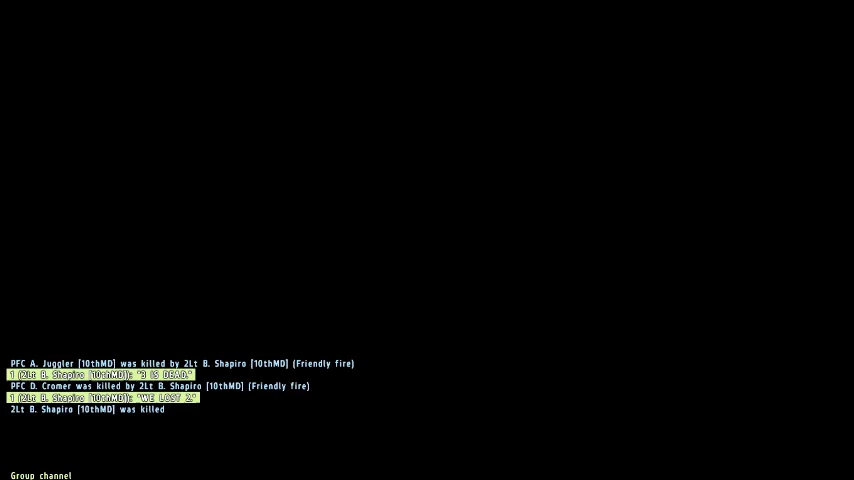 PFC A. Juggler [10thMD] was killed by 2Lt B. Shapiro [10thMD] (Friendly fire)
1 (2Lt B. Shapiro [10thMD]): "3 IS DEAD."
PFC D. Cromer was killed by 2Lt B. Shapiro [10thMD] (Friendly fire)
1 (2Lt B. Shapiro [10thMD]): "WE LOST 2."
2Lt B. Shapiro [10thMD] was killed
Group channel